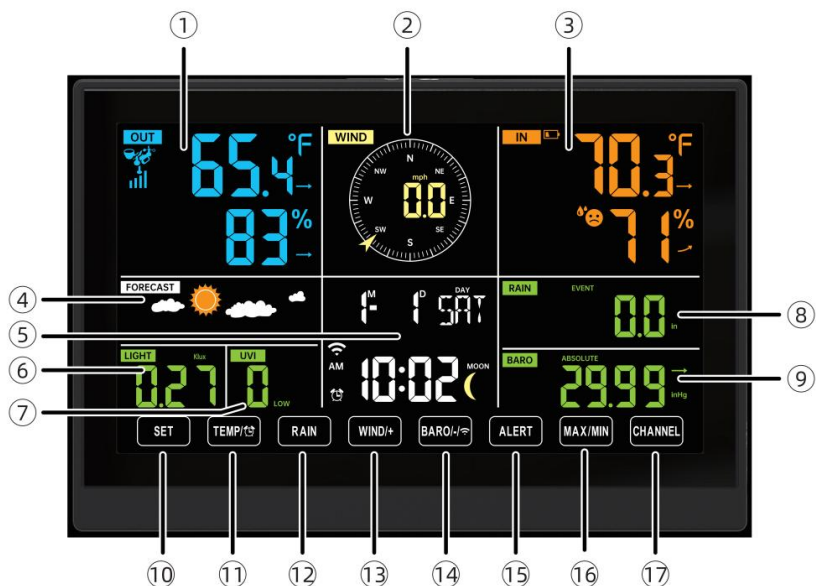 ① ② ③
OUT 65.4 °F
83 %
WIND
N
NW NE
mph
W 0.0 E
SW SE
S
IN 70.3 °F
71 %
④ FORECAST
⑤
1 M - 1 D DAY SAT
AM 10:02 MOON
RAIN EVENT
0.0 in
⑧
⑥ LIGHT Klux
0.27
⑦ UVI
0 LOW
BARO ABSOLUTE
29.99 inHg
⑨
SET TEMP/ RAIN WIND/+ BARO/-/ ALERT MAX/MIN CHANNEL
⑩ ⑪ ⑫ ⑬ ⑭ ⑮ ⑯ ⑰